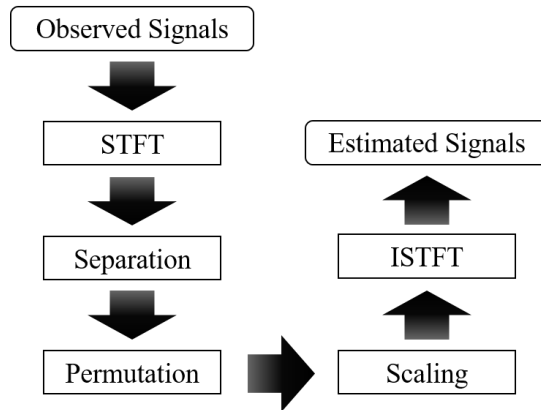 Observed Signals
STFT
Separation
Permutation
Scaling
ISTFT
Estimated Signals